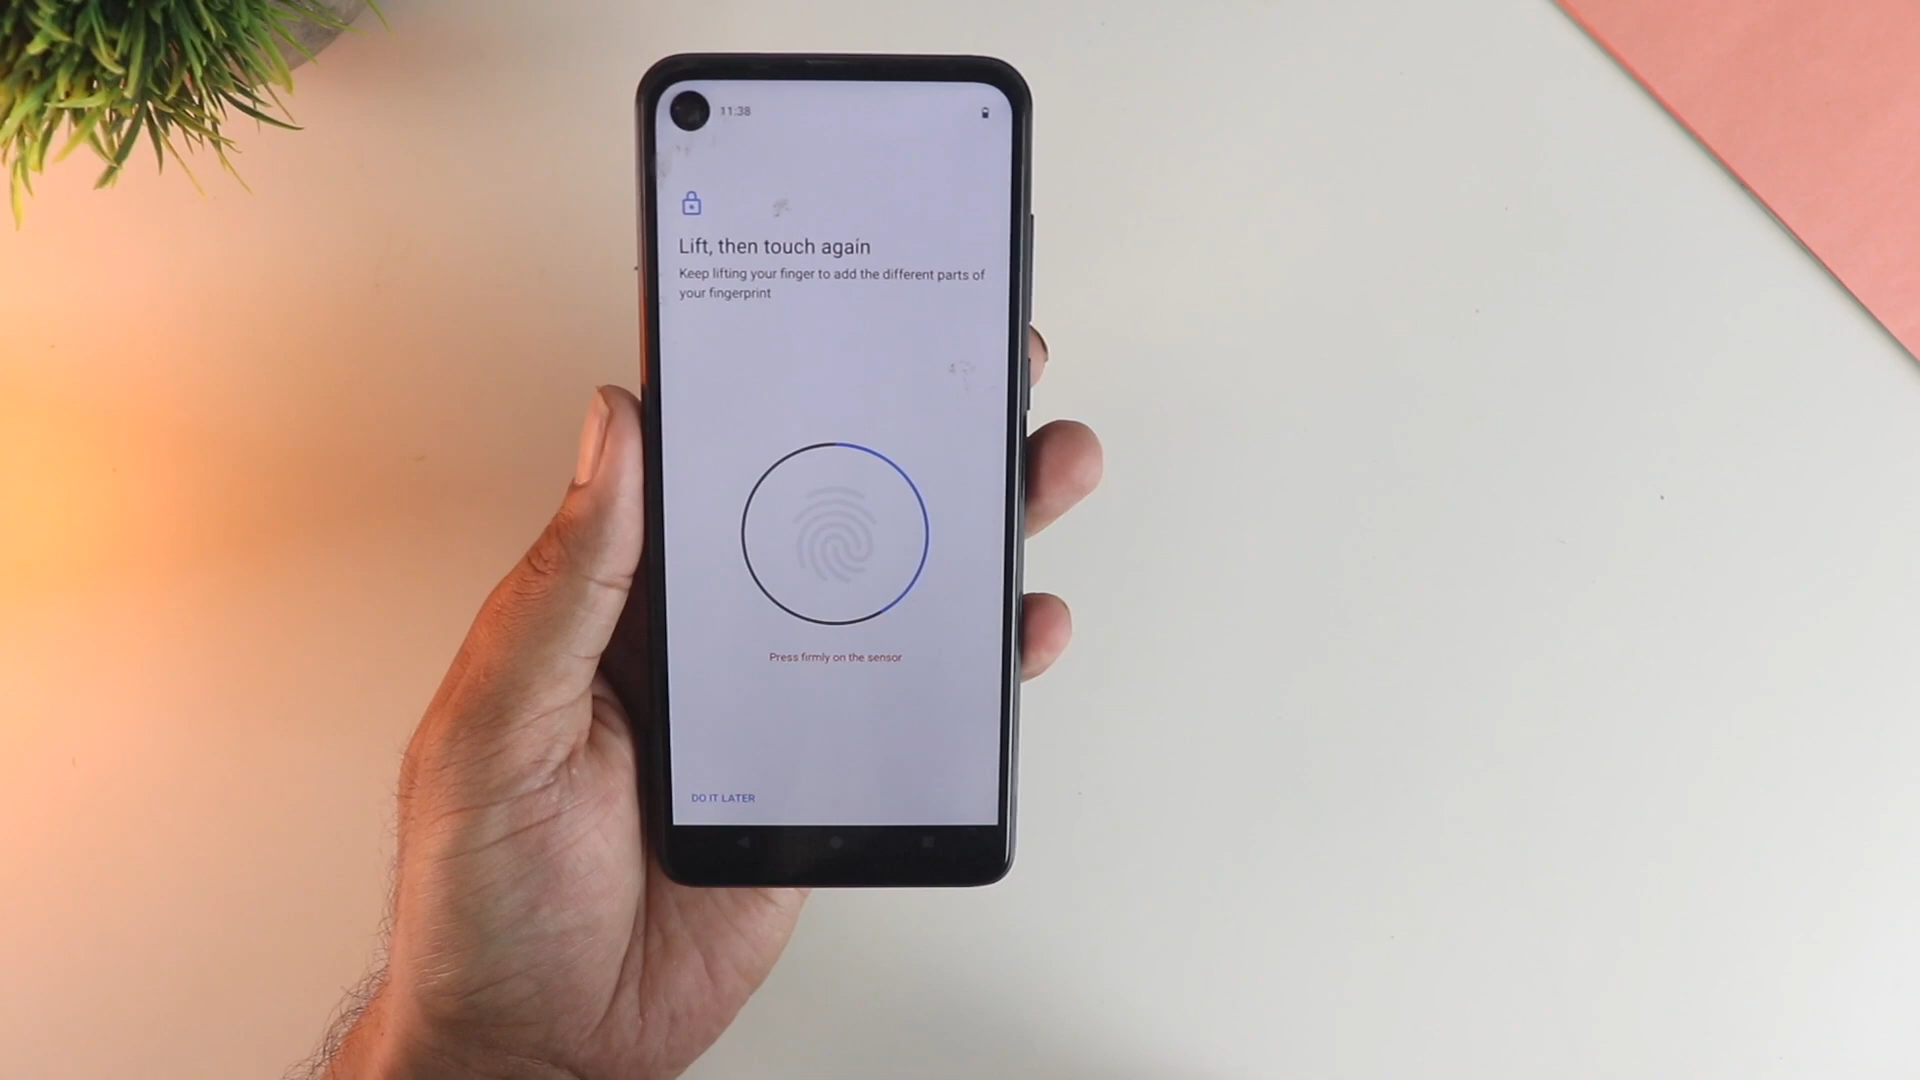 11:38
Lift, then touch again
Keep lifting your finger to add the different parts of
your fingerprint
Press firmly on the sensor
DO IT LATER